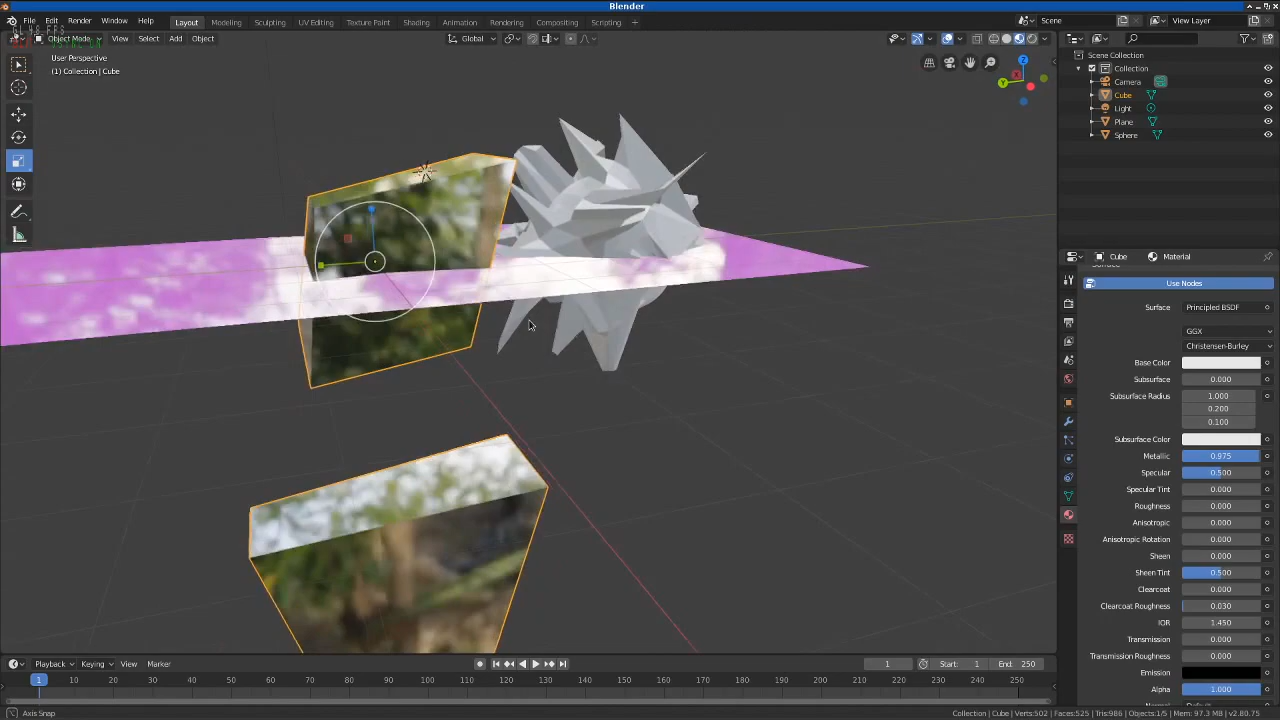 Blender
File Edit Render Window Help Layout Modeling Sculpting UV Editing Texture Paint Shading Animation Rendering Compositing Scripting + Scene View Layer
Object Mode View Select Add Object Global
User Perspective
(1) Collection | Cube
Z
Y
X
Scene Collection
Collection
Camera
Cube
Light
Plane
Sphere
Cube Material
Use Nodes
Surface Principled BSDF
GGX
Christensen-Burley
Base Color
Subsurface 0.000
Subsurface Radius 1.000
0.200
0.100
Subsurface Color
Metallic 0.975
Specular 0.500
Specular Tint 0.000
Roughness 0.000
Anisotropic 0.000
Anisotropic Rotation 0.000
Sheen 0.000
Sheen Tint 0.500
Clearcoat 0.000
Clearcoat Roughness 0.030
IOR 1.450
Transmission 0.000
Transmission Roughness 0.000
Emission
Alpha 1.000
Playback Keying View Marker 1 Start: 1 End: 250
1 10 20 30 40 50 60 70 80 90 100 110 120 130 140 150 160 170 180 190 200 210 220 230 240 250
Axis Snap Collection | Cube | Verts:502 | Faces:525 | Tris:986 | Objects:1/5 | Mem: 97.3 MB | v2.80.75